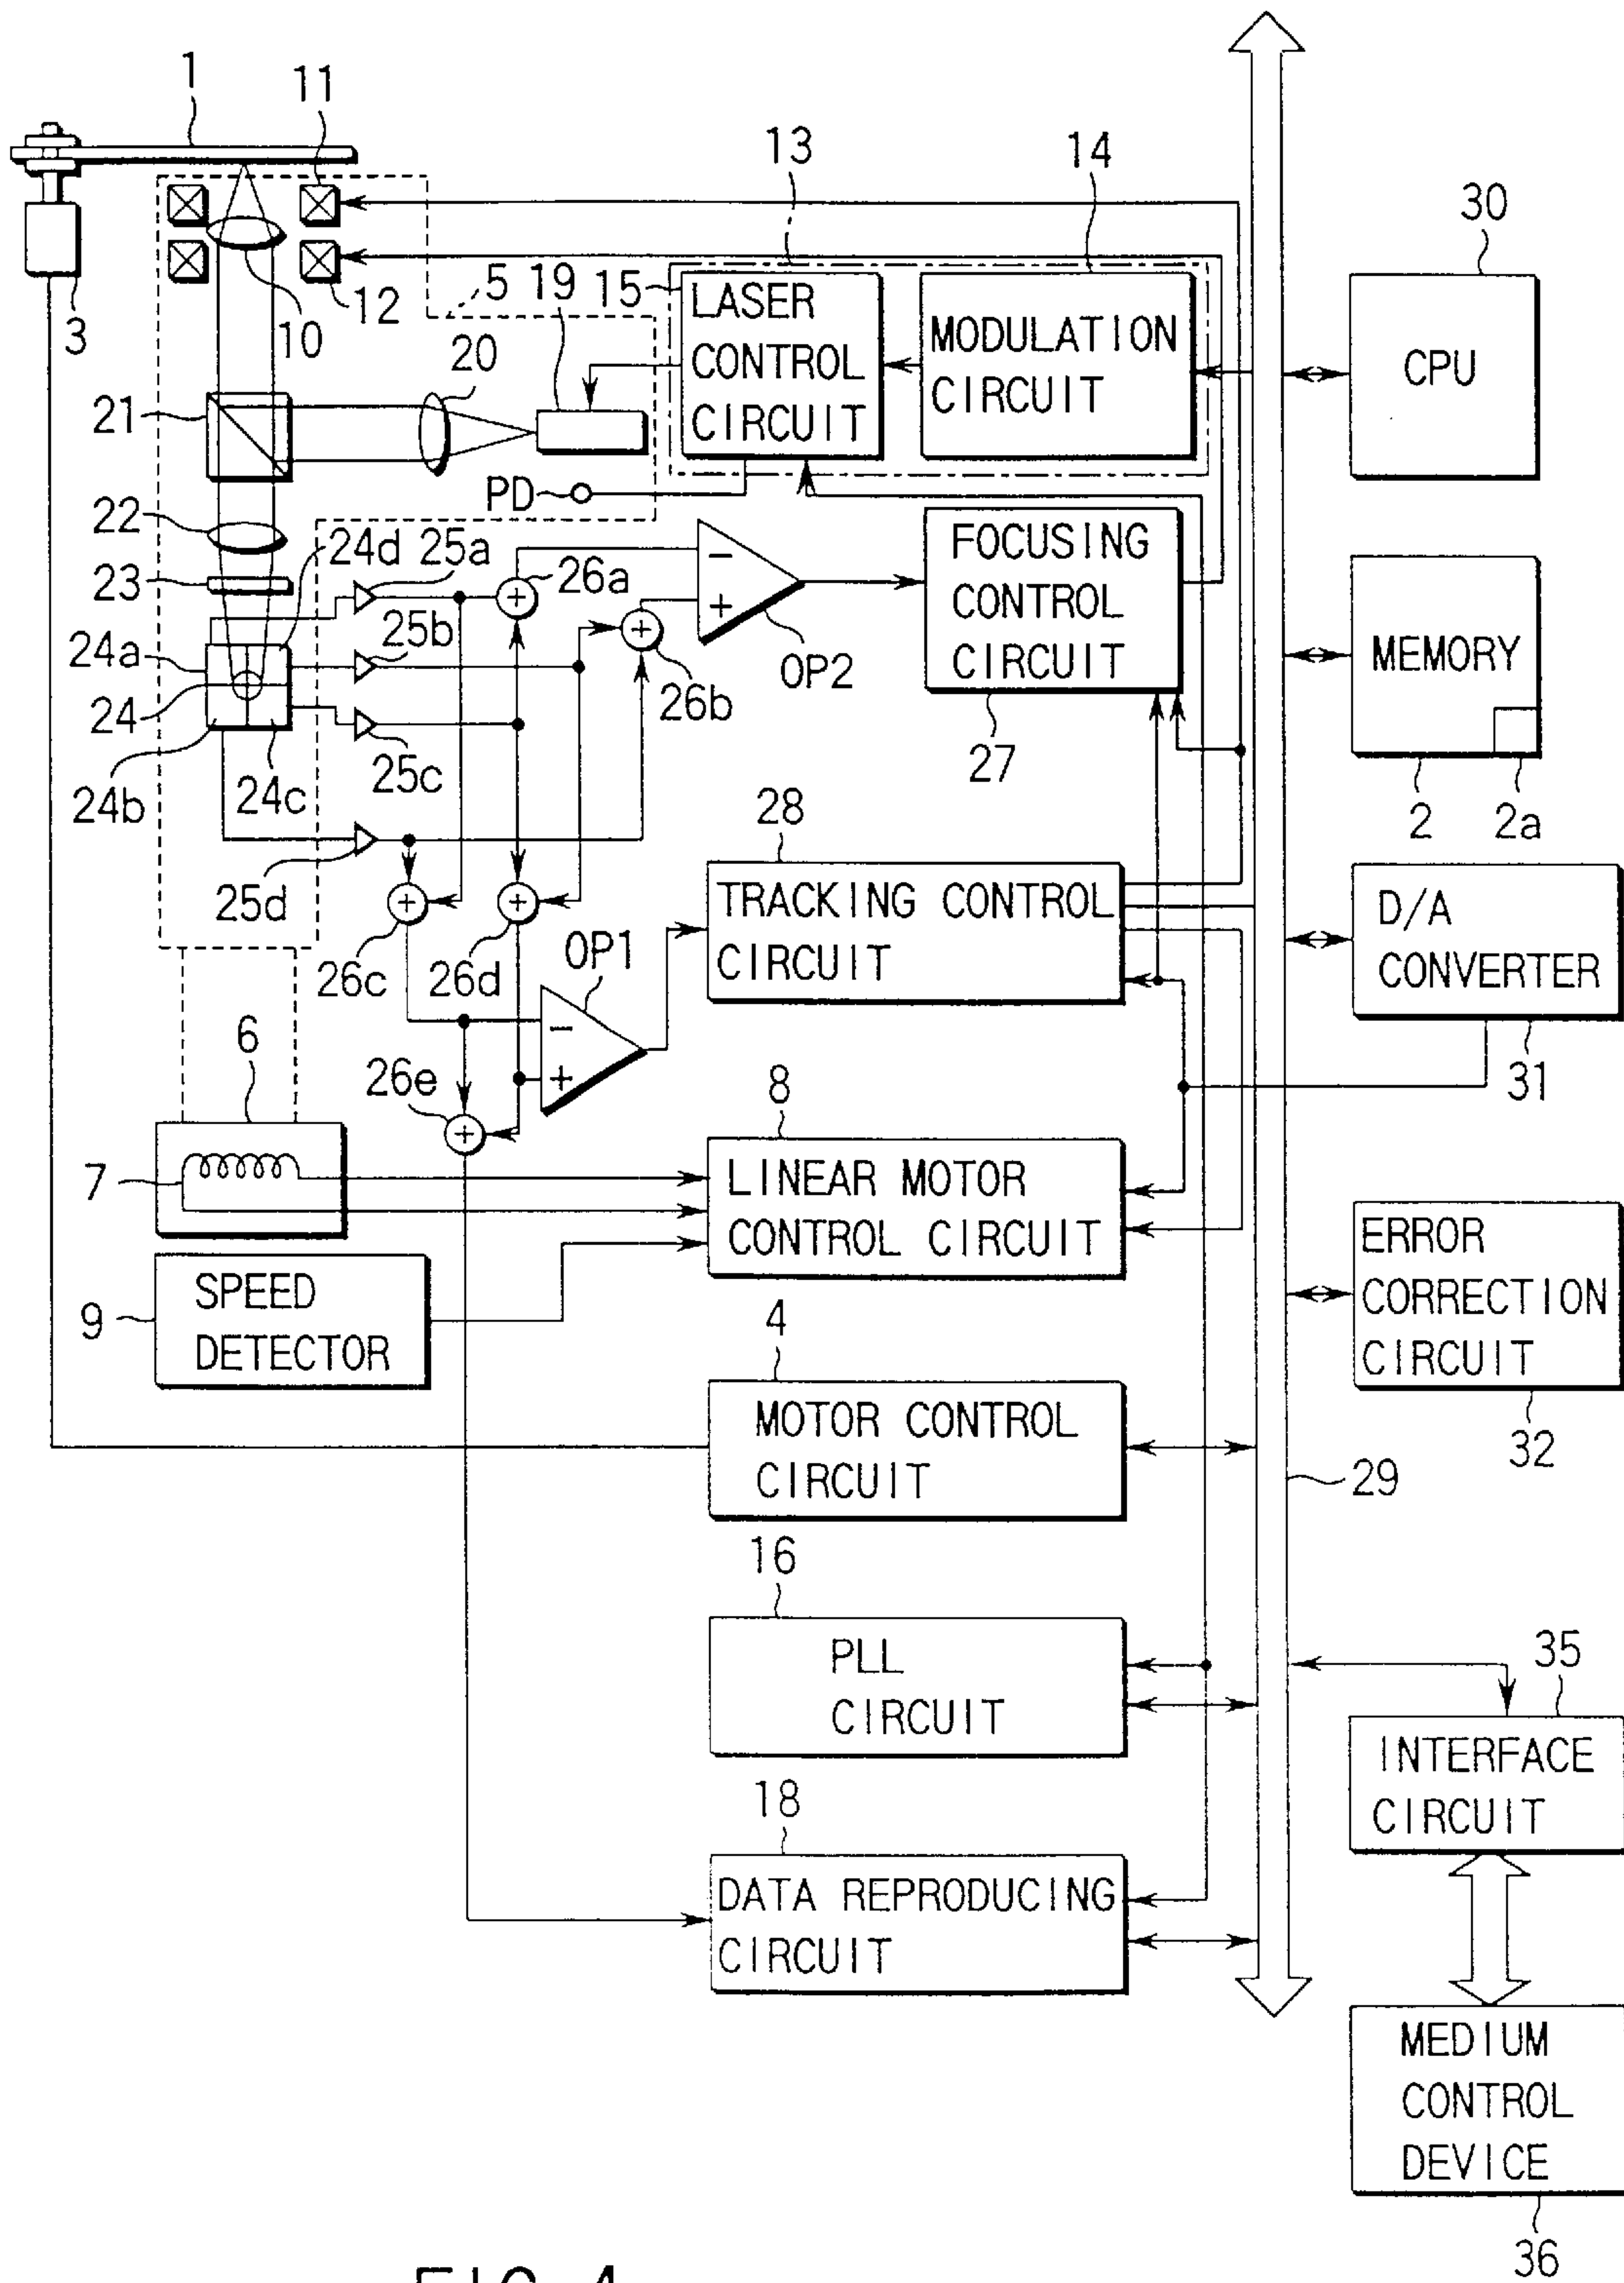 1
11
13
14
30
3
12
10
5
19
15
LASER
CONTROL
CIRCUIT
MODULATION
CIRCUIT
CPU
20
21
PD
22
24d
25a
23
26a
25b
24a
24
26b
OP2
25c
24b
24c
FOCUSING
CONTROL
CIRCUIT
27
MEMORY
2
2a
25d
28
TRACKING CONTROL
CIRCUIT
D/A
CONVERTER
31
26c
26d
OP1
6
26e
7
8
LINEAR MOTOR
CONTROL CIRCUIT
ERROR
CORRECTION
CIRCUIT
32
9
SPEED
DETECTOR
4
MOTOR CONTROL
CIRCUIT
29
16
PLL
CIRCUIT
35
INTERFACE
CIRCUIT
18
DATA REPRODUCING
CIRCUIT
MEDIUM
CONTROL
DEVICE
36